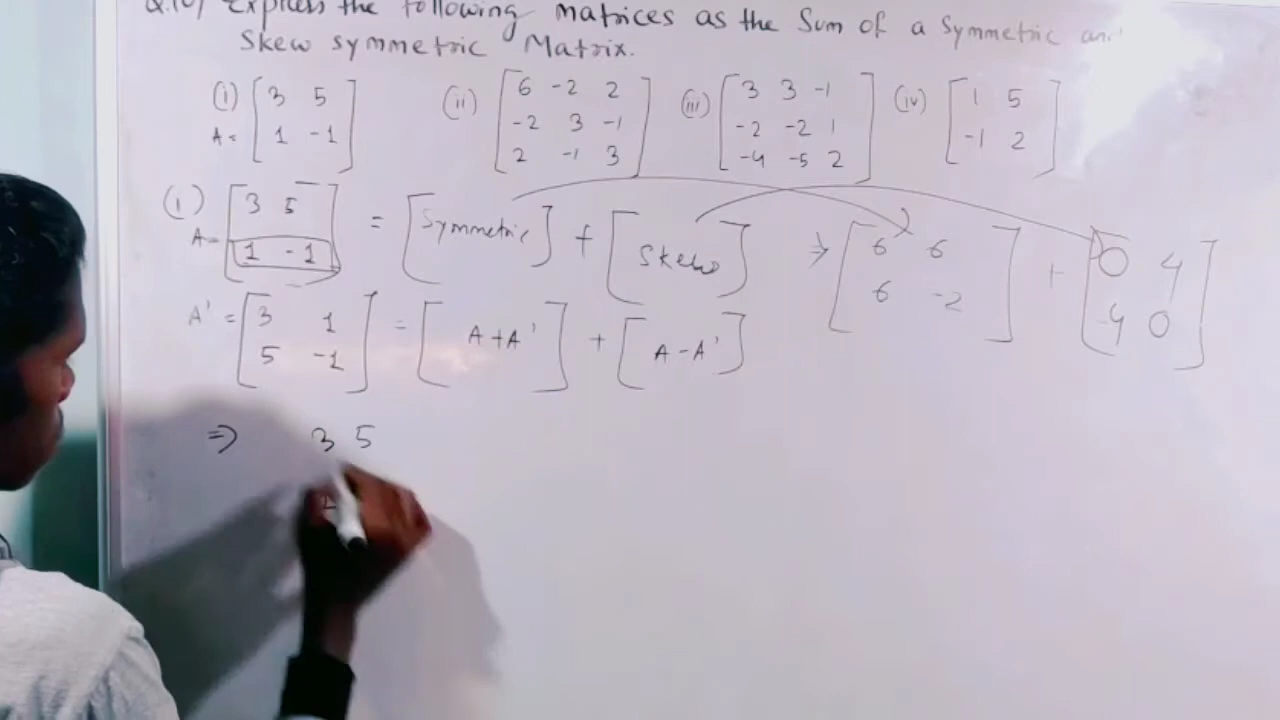 Q.10) Express the following matrices as the Sum of a Symmetric and
Skew symmetric Matrix.
(i) A= [3 5 (ii) [6 -2 2 (iii) [3 3 -1 (iv) [1 5
1 -1] -2 3 -1 -2 -2 1 -1 2]
2 -1 3] -4 -5 2]
(i) A= [3 5 = [Symmetric] + [Skew] ⇒ [6 6 + [0 4
1 -1] 6 -2] -4 0]
A' = [3 1 = [A+A'] + [A-A']
5 -1]
⇒ 3 5